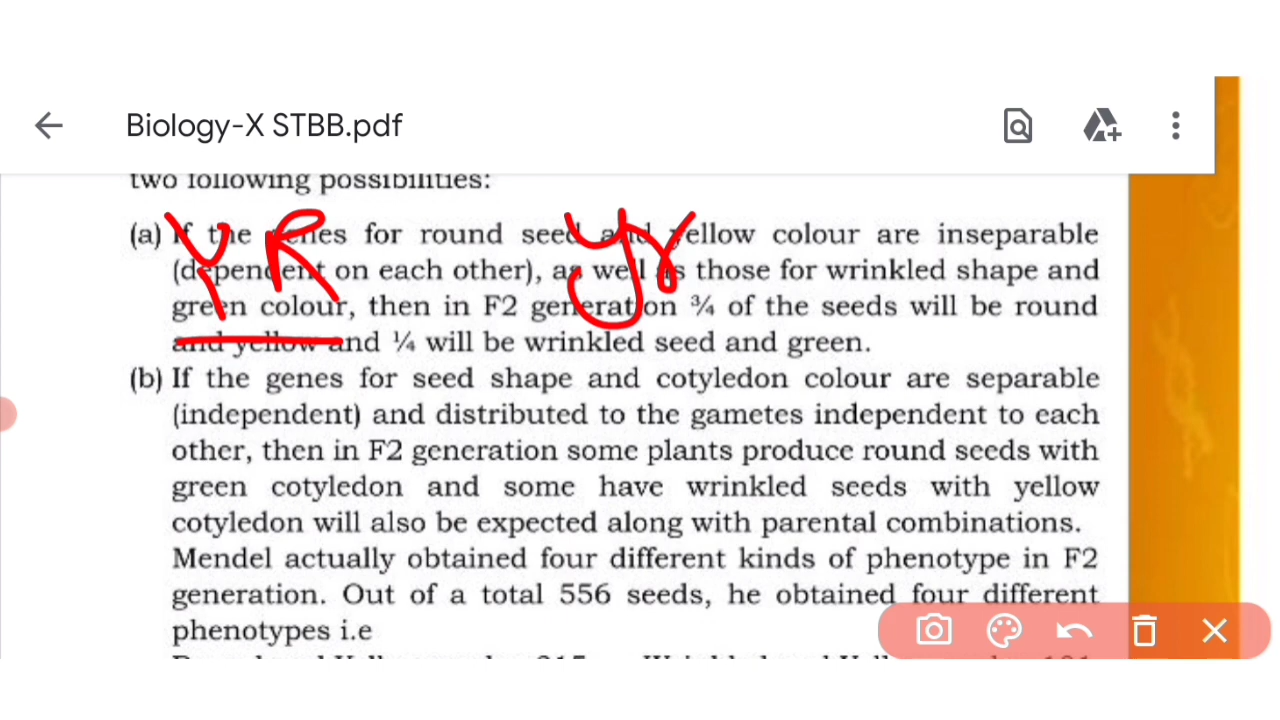 Biology-X STBB.pdf
two following possibilities:
YR yr
(a) If the genes for round seed and yellow colour are inseparable
(dependent on each other), as well as those for wrinkled shape and
green colour, then in F2 generation ¾ of the seeds will be round
and yellow and ¼ will be wrinkled seed and green.
(b) If the genes for seed shape and cotyledon colour are separable
(independent) and distributed to the gametes independent to each
other, then in F2 generation some plants produce round seeds with
green cotyledon and some have wrinkled seeds with yellow
cotyledon will also be expected along with parental combinations.
Mendel actually obtained four different kinds of phenotype in F2
generation. Out of a total 556 seeds, he obtained four different
phenotypes i.e